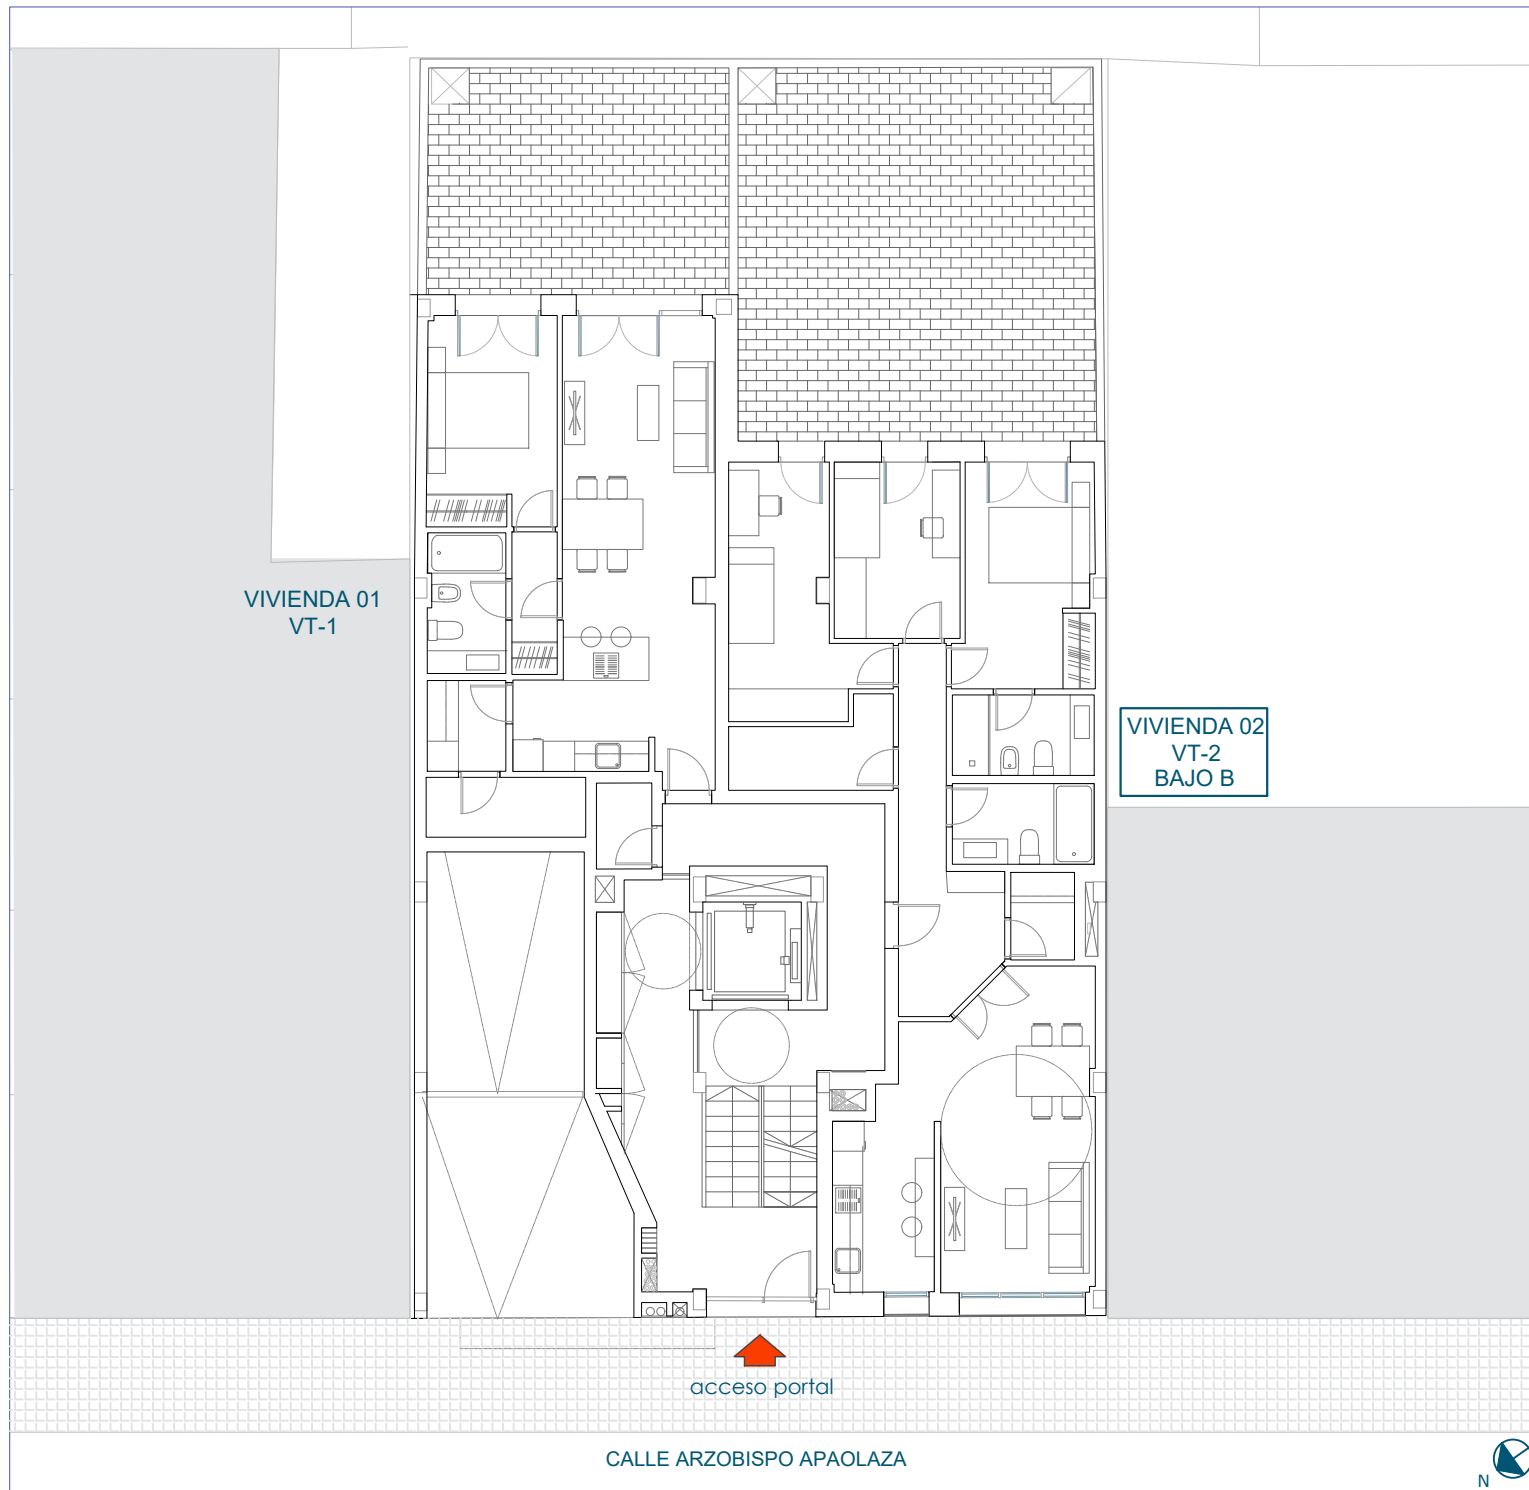 VIVIENDA 01
VT-1
VIVIENDA 02
VT-2
BAJO B
acceso portal
CALLE ARZOBISPO APAOLAZA
N